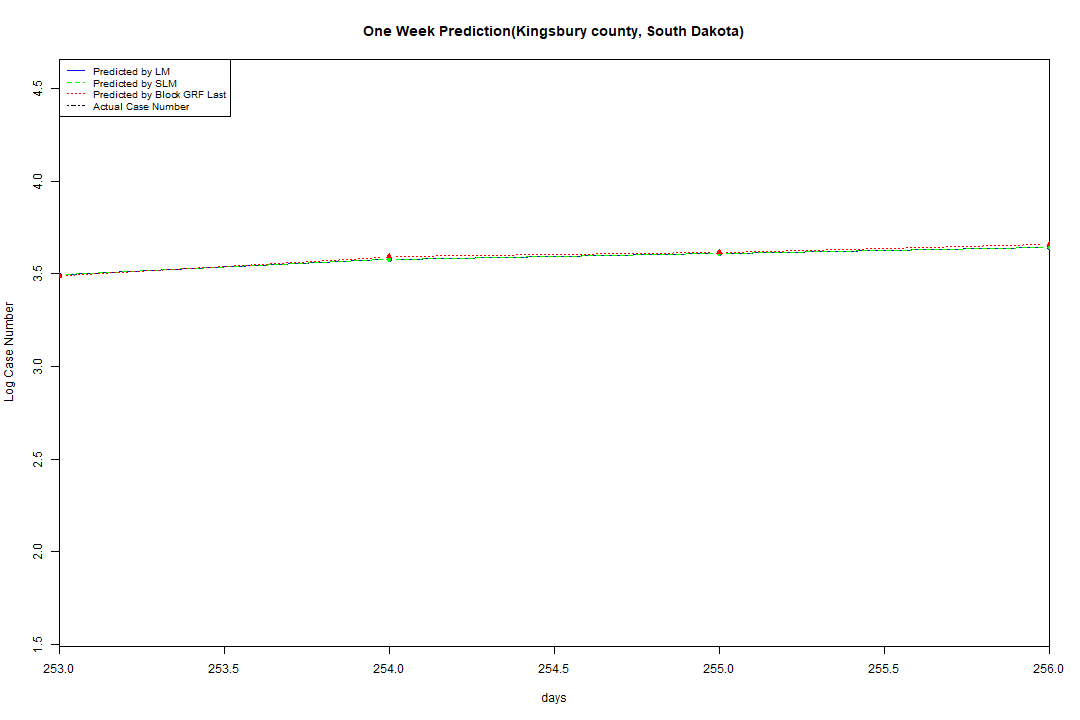 One Week Prediction(Kingsbury county, South Dakota)
Predicted by LM
Predicted by SLM
Predicted by Block GRF Last
Actual Case Number
4.5
4.0
3.5
3.0
2.5
2.0
1.5
Log Case Number
253.0 253.5 254.0 254.5 255.0 255.5 256.0
days